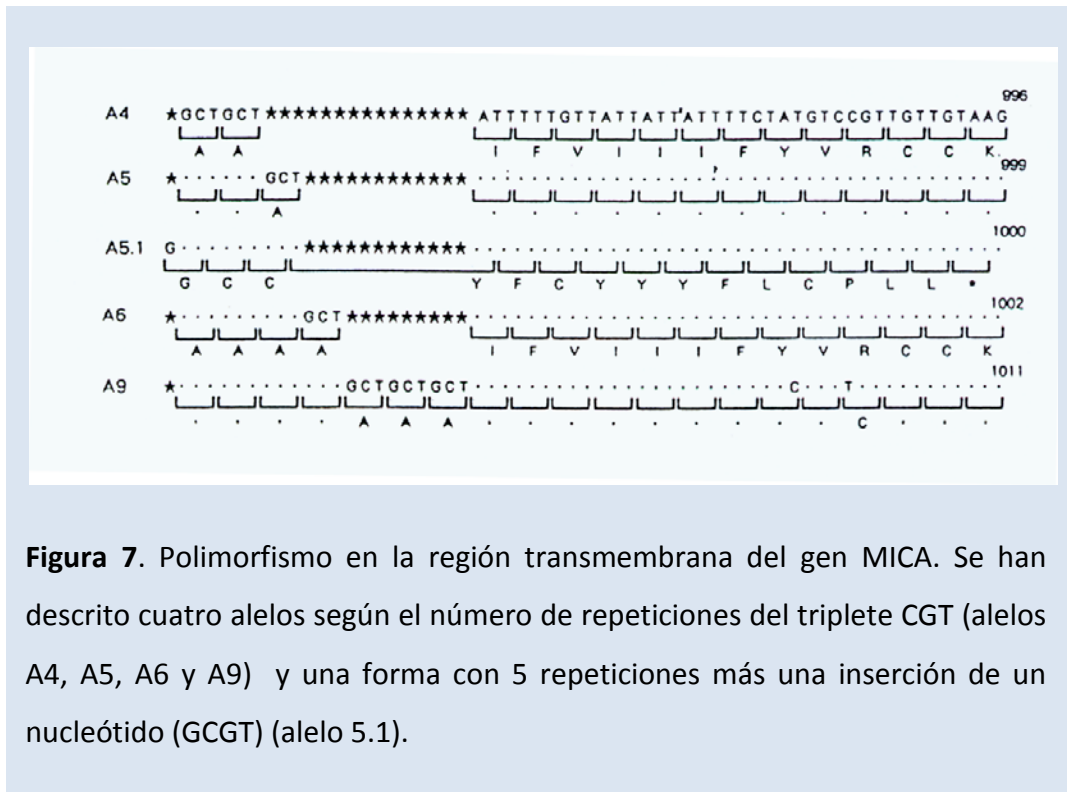 996
A4 ★GCTGCT★★★★★★★★★★★★★★★ATTTTTGTTATTATT'ATTTTCTATGTCCGTTGTTGTAAG
A A I F V I I I F Y V R C C K
999
A5 ★······GCT★★★★★★★★★★★★·······································
· · A · · · · · · · · · · · · ·
1000
A5.1 G·········★★★★★★★★★★★★·······································
G C C Y F C Y Y Y F L C P L L •
1002
A6 ★·········GCT★★★★★★★★★·······································
A A A A I F V I I I F Y V R C C K
1011
A9 ★············GCTGCTGCT·······················C···T···········
· · · · A A A · · · · · · · · · C · · ·
Figura 7. Polimorfismo en la región transmembrana del gen MICA. Se han
descrito cuatro alelos según el número de repeticiones del triplete CGT (alelos
A4, A5, A6 y A9) y una forma con 5 repeticiones más una inserción de un
nucleótido (GCGT) (alelo 5.1).